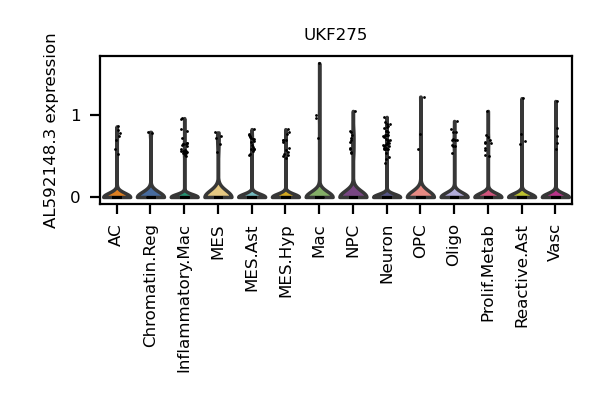 UKF275
AL592148.3 expression
1
0
AC
Chromatin.Reg
Inflammatory.Mac
MES
MES.Ast
MES.Hyp
Mac
NPC
Neuron
OPC
Oligo
Prolif.Metab
Reactive.Ast
Vasc